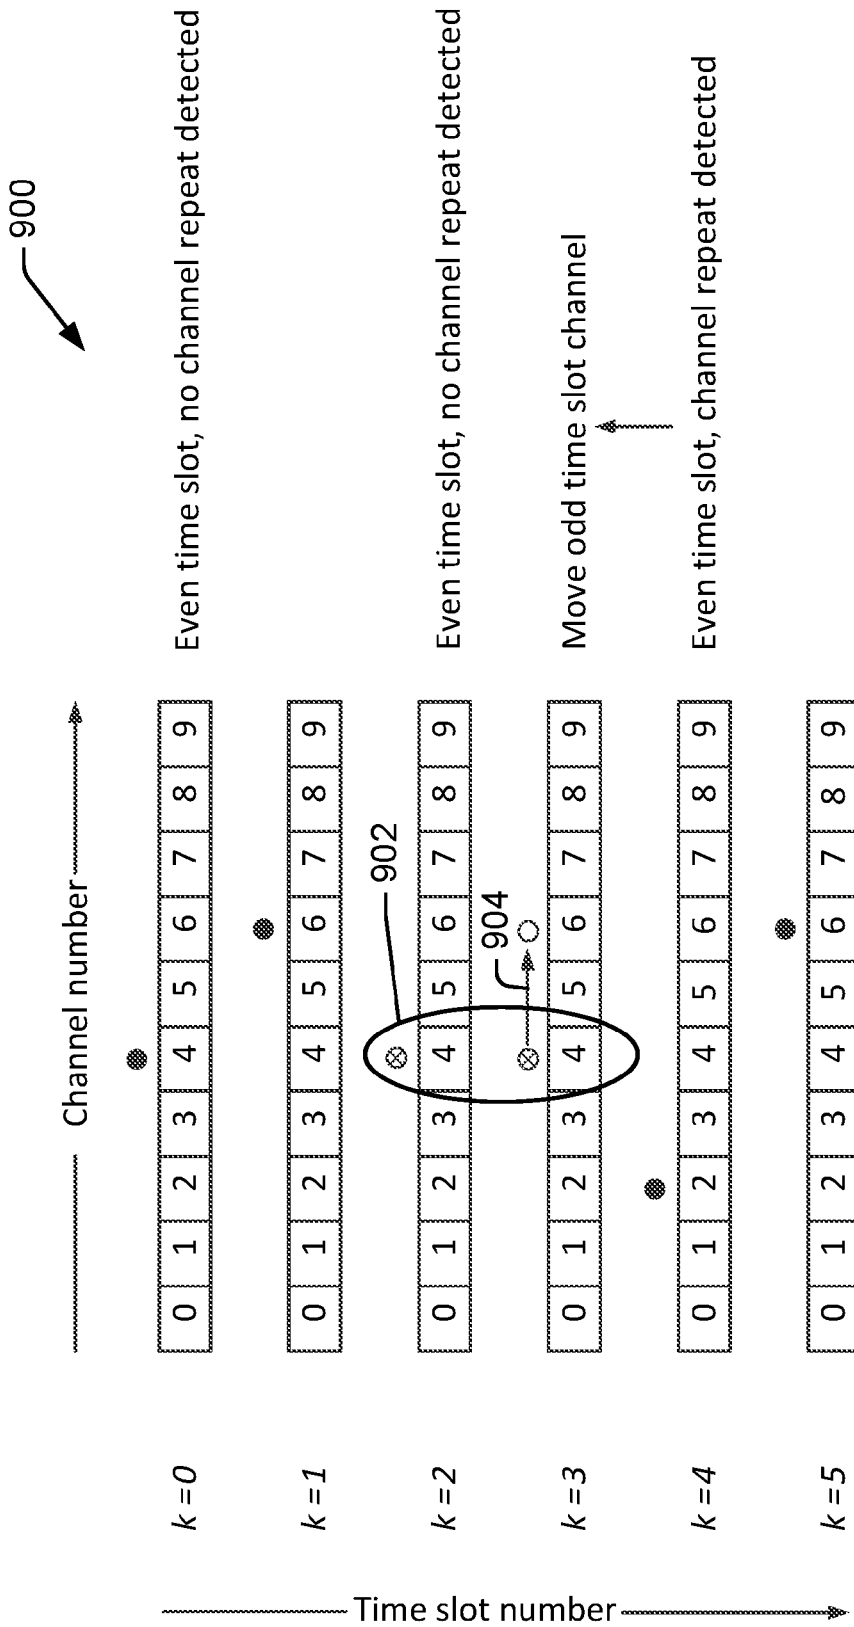 900
Channel number
k=0
0 1 2 3 4 5 6 7 8 9
Even time slot, no channel repeat detected
k=1
0 1 2 3 4 5 6 7 8 9
902
k=2
0 1 2 3 4 5 6 7 8 9
Even time slot, no channel repeat detected
904
k=3
0 1 2 3 4 5 6 7 8 9
Move odd time slot channel
k=4
0 1 2 3 4 5 6 7 8 9
Even time slot, channel repeat detected
k=5
0 1 2 3 4 5 6 7 8 9
Time slot number